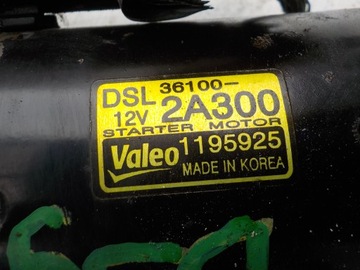 DSL 36100-
12V 2A300
STARTER MOTOR
Valeo 1195925
MADE IN KOREA